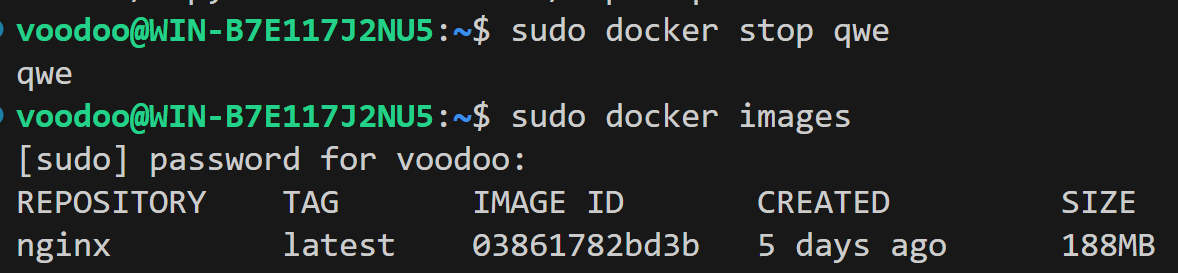 voodoo@WIN-B7E117J2NU5:~$ sudo docker stop qwe
qwe
voodoo@WIN-B7E117J2NU5:~$ sudo docker images
[sudo] password for voodoo:
REPOSITORY TAG IMAGE ID CREATED SIZE
nginx latest 03861782bd3b 5 days ago 188MB